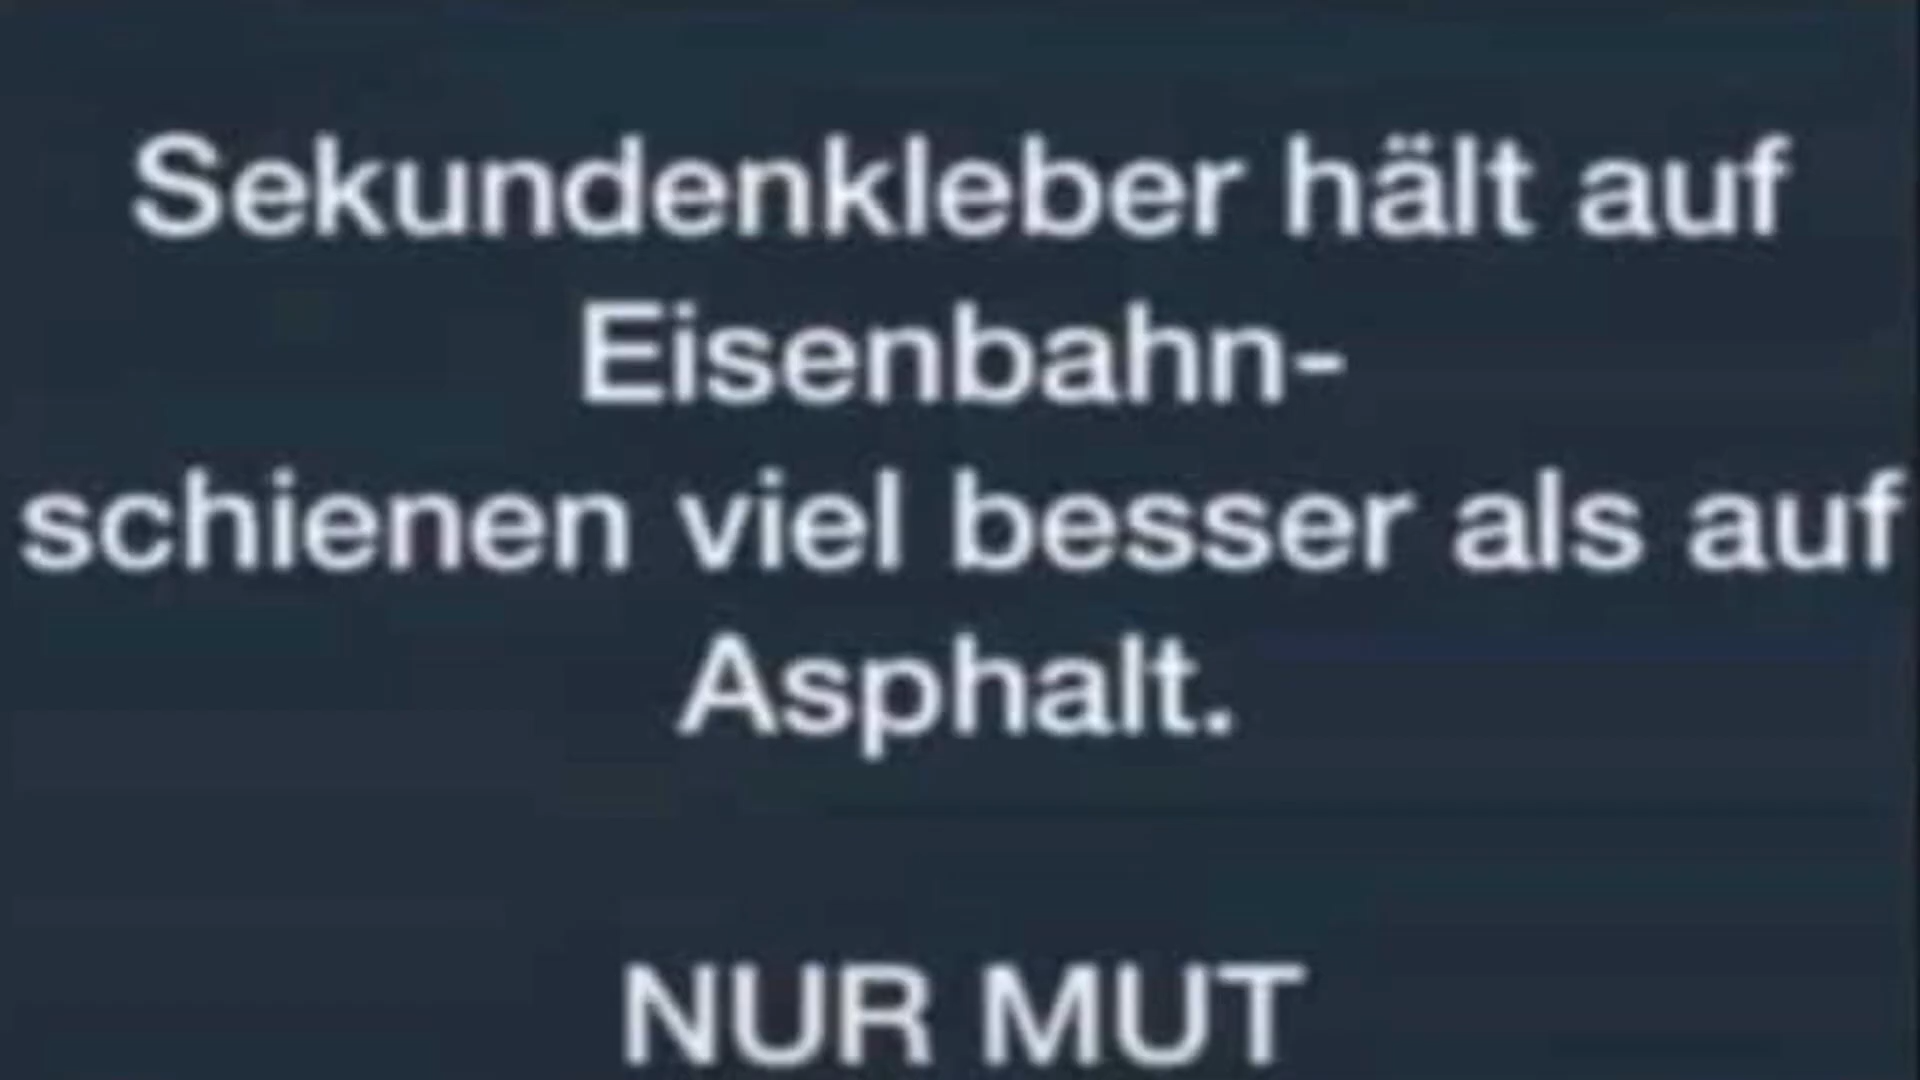 Sekundenkleber hält auf
Eisenbahn-
schienen viel besser als auf
Asphalt.
NUR MUT